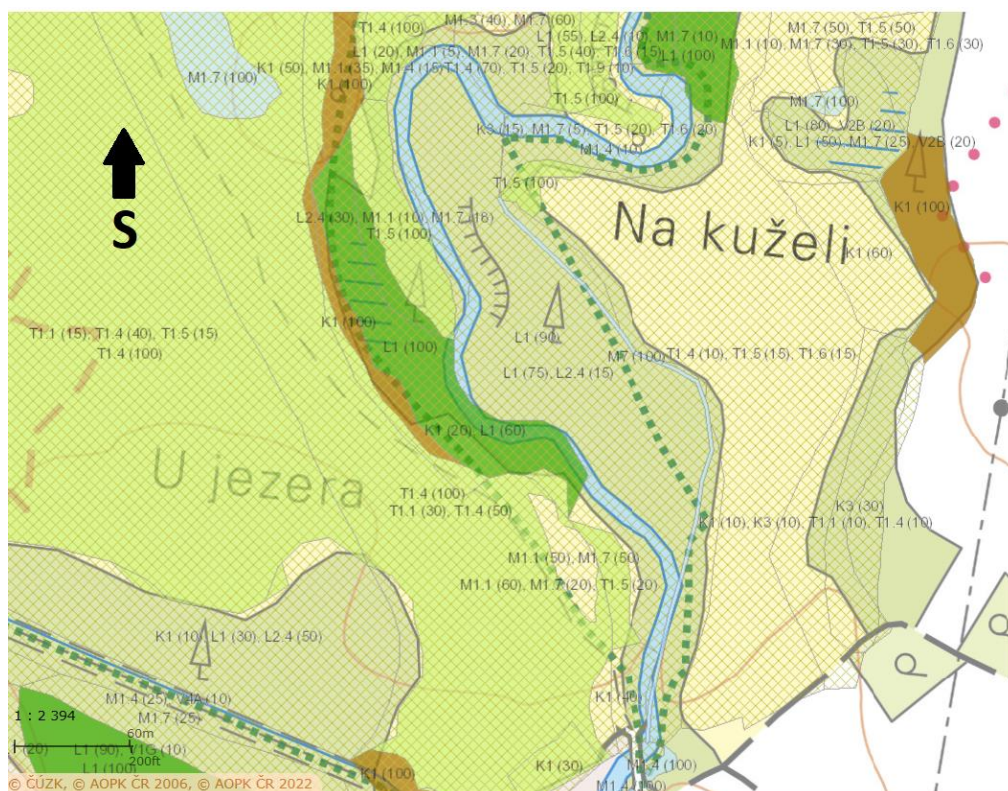 T1.4 (100)
M1.3 (40), M1.7 (60)
M1.7 (50), T1.5 (50)
L1 (55), L2.4 (10), M1.7 (10)
M1.1 (10), M1.7 (30), T1.5 (30), T1.6 (30)
L1 (20), M1.1 (5), M1.7 (20), T1.5 (40), T1.6 (15)
L1 (100)
K1 (50), M1.1 (35), M1.4 (15)
T1.4 (70), T1.5 (20), T1.9 (10)
M1.7 (100)
K1 (100)
T1.5 (100)
M1.7 (100)
K3 (15), M1.7 (5), T1.5 (20), T1.6 (20)
L1 (80), V2B (20)
K1 (5), L1 (50), M1.7 (25), V2B (20)
M1.4 (10)
T1.5 (100)
K1 (100)
S
L2.4 (30), M1.1 (10), M1.7 (18)
T1.5 (100)
Na kuželi
K1 (60)
K1 (100)
T1.1 (15), T1.4 (40), T1.5 (15)
T1.4 (100)
L1 (100)
L1 (90)
M7 (100)
T1.4 (10), T1.5 (15), T1.6 (15)
L1 (75), L2.4 (15)
K1 (20), L1 (60)
U jezera
T1.4 (100)
T1.1 (30), T1.4 (50)
K3 (30)
K1 (10), K3 (10), T1.1 (10), T1.4 (10)
M1.1 (50), M1.7 (50)
M1.1 (60), M1.7 (20), T1.5 (20)
K1 (10), L1 (30), L2.4 (50)
M1.4 (25), V4A (10)
K1 (40)
M1.7 (25)
1 : 2 394
60m
200ft
(20)
L1 (90), V1G (10)
L1 (100)
K1 (100)
K1 (30)
M1.4 (100)
M1.4 (100)
© ČÚZK, © AOPK ČR 2006, © AOPK ČR 2022